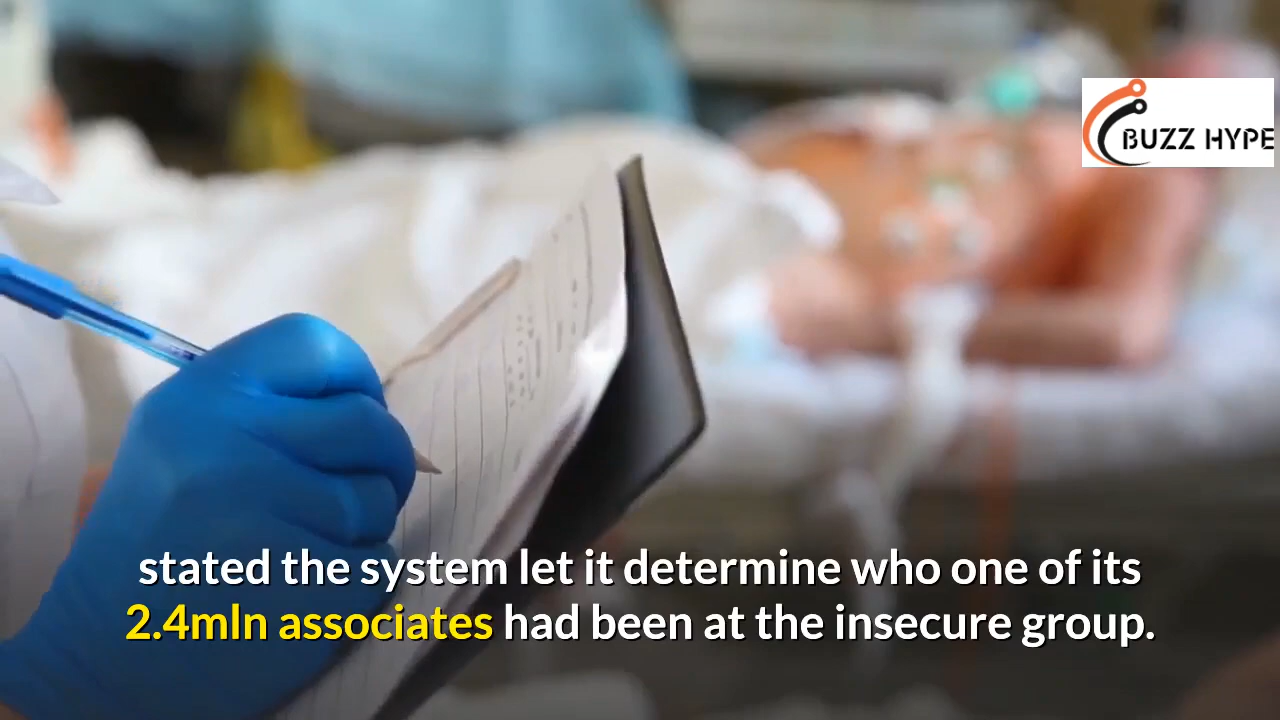 BUZZ HYPE
stated the system let it determine who one of its
2.4mln associates had been at the insecure group.